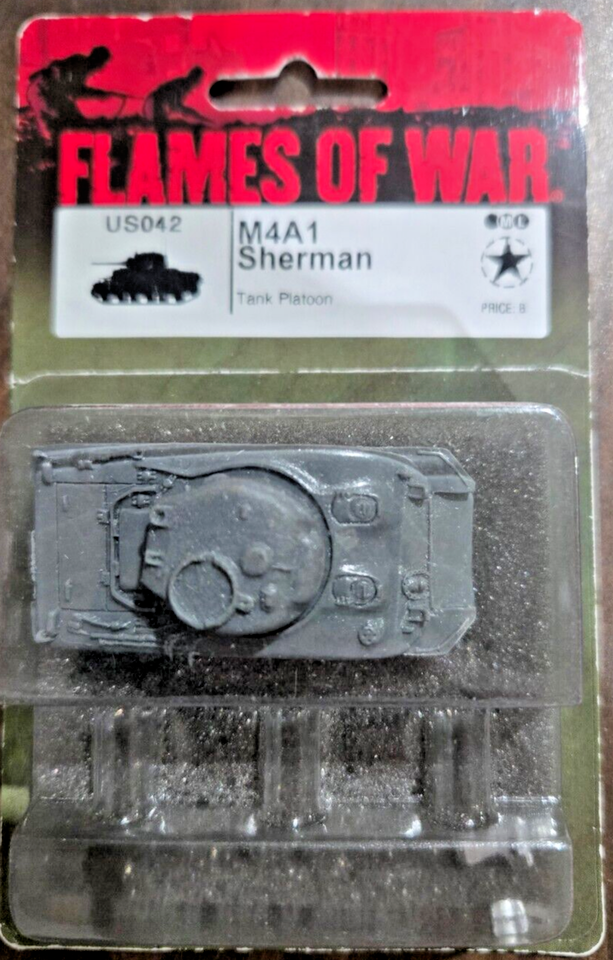 FLAMES OF WAR
US042
M4A1
Sherman
Tank Platoon
M L
PRICE: B